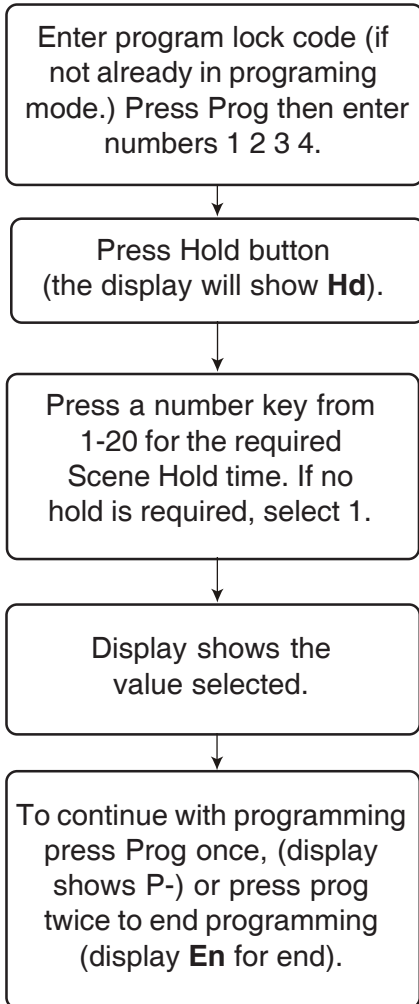 Enter program lock code (if
not already in programing
mode.) Press Prog then enter
numbers 1 2 3 4.
Press Hold button
(the display will show Hd).
Press a number key from
1-20 for the required
Scene Hold time. If no
hold is required, select 1.
Display shows the
value selected.
To continue with programming
press Prog once, (display
shows P-) or press prog
twice to end programming
(display En for end).